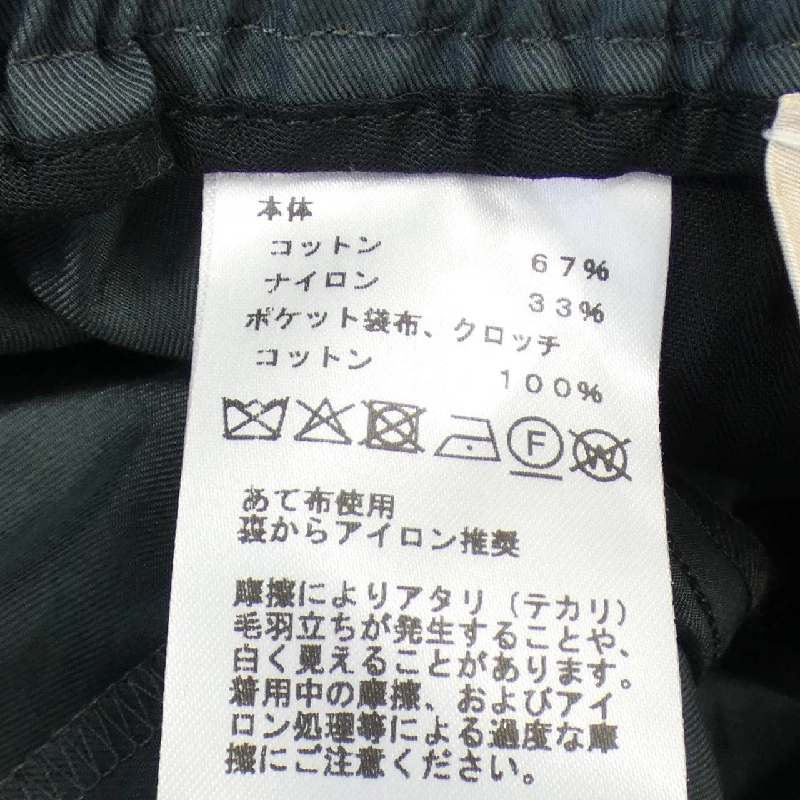 本体
コットン 67%
ナイロン 33%
ポケット袋布、クロッチ
コットン 100%
F W
あて布使用
裏からアイロン推奨
摩擦によりアタリ（テカリ）
毛羽立ちが発生することや、
白く見えることがあります。
着用中の摩擦、およびアイ
ロン処理等による過度な摩
擦にご注意ください。